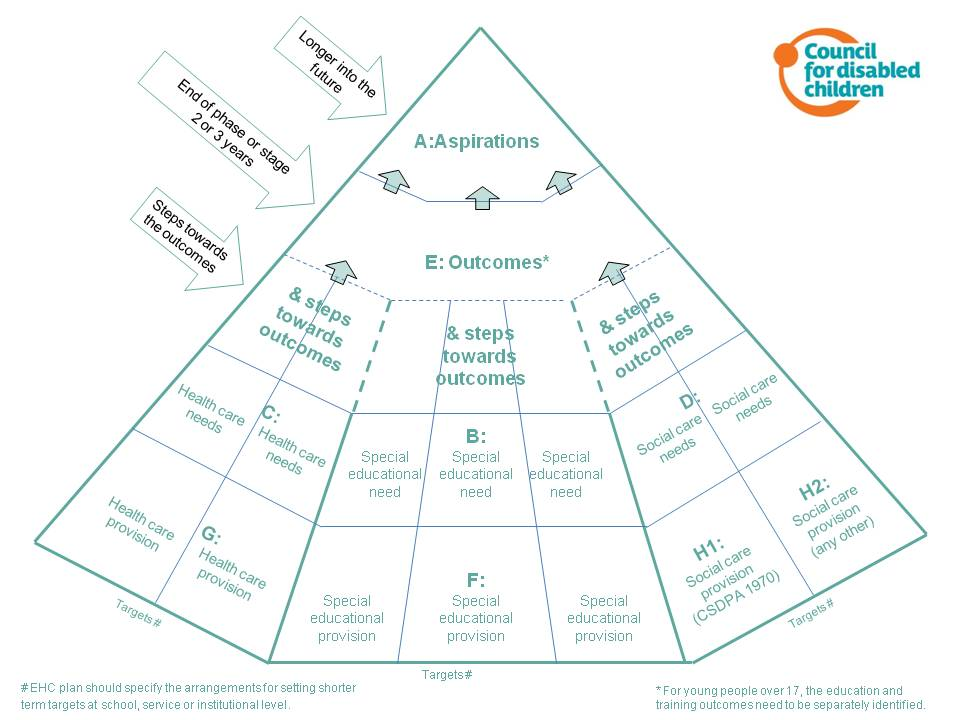 Longer into the
future
End of phase or stage
2 or 3 years
Steps towards
the outcomes
Council
for disabled
children
A:Aspirations
E: Outcomes*
& steps
towards
outcomes
& steps
towards
outcomes
& steps
towards
outcomes
Health care
needs
C:
Health care
needs
B:
Special
educational
need
Special
educational
need
Special
educational
need
D:
Social care
needs
Social care
needs
Health care
provision
G:
Health care
provision
F:
Special
educational
provision
Special
educational
provision
Special
educational
provision
H1:
Social care
provision
(CSDPA 1970)
H2:
Social care
provision
(any other)
Targets #
Targets #
Targets #
# EHC plan should specify the arrangements for setting shorter
term targets at school, service or institutional level.
* For young people over 17, the education and
training outcomes need to be separately identified.